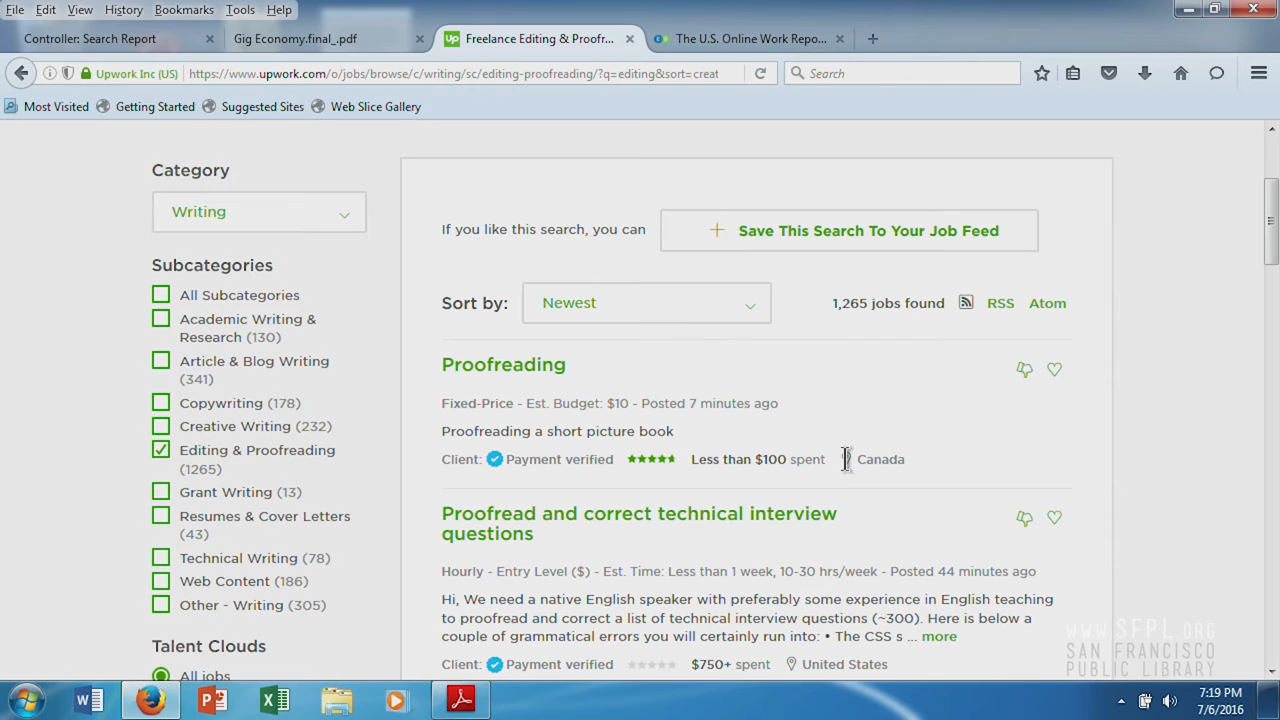 File Edit View History Bookmarks Tools Help
Controller: Search Report
Gig Economy.final_.pdf
Up Freelance Editing & Proofr...
The U.S. Online Work Repo...
Upwork Inc (US)
https://www.upwork.com/o/jobs/browse/c/writing/sc/editing-proofreading/?q=editing&sort=creat
Search
Most Visited
Getting Started
Suggested Sites
Web Slice Gallery
Category
Writing
Subcategories
All Subcategories
Academic Writing &
Research (130)
Article & Blog Writing
(341)
Copywriting (178)
Creative Writing (232)
Editing & Proofreading
(1265)
Grant Writing (13)
Resumes & Cover Letters
(43)
Technical Writing (78)
Web Content (186)
Other - Writing (305)
Talent Clouds
All jobs
If you like this search, you can
Save This Search To Your Job Feed
Sort by:
Newest
1,265 jobs found
RSS
Atom
Proofreading
Fixed-Price - Est. Budget: $10 - Posted 7 minutes ago
Proofreading a short picture book
Client: Payment verified Less than $100 spent Canada
Proofread and correct technical interview
questions
Hourly - Entry Level ($) - Est. Time: Less than 1 week, 10-30 hrs/week - Posted 44 minutes ago
Hi, We need a native English speaker with preferably some experience in English teaching
to proofread and correct a list of technical interview questions (~300). Here is below a
couple of grammatical errors you will certainly run into: • The CSS s ... more
Client: Payment verified $750+ spent United States
WWW.SFPL.ORG
SAN FRANCISCO
PUBLIC LIBRARY
7:19 PM
7/6/2016